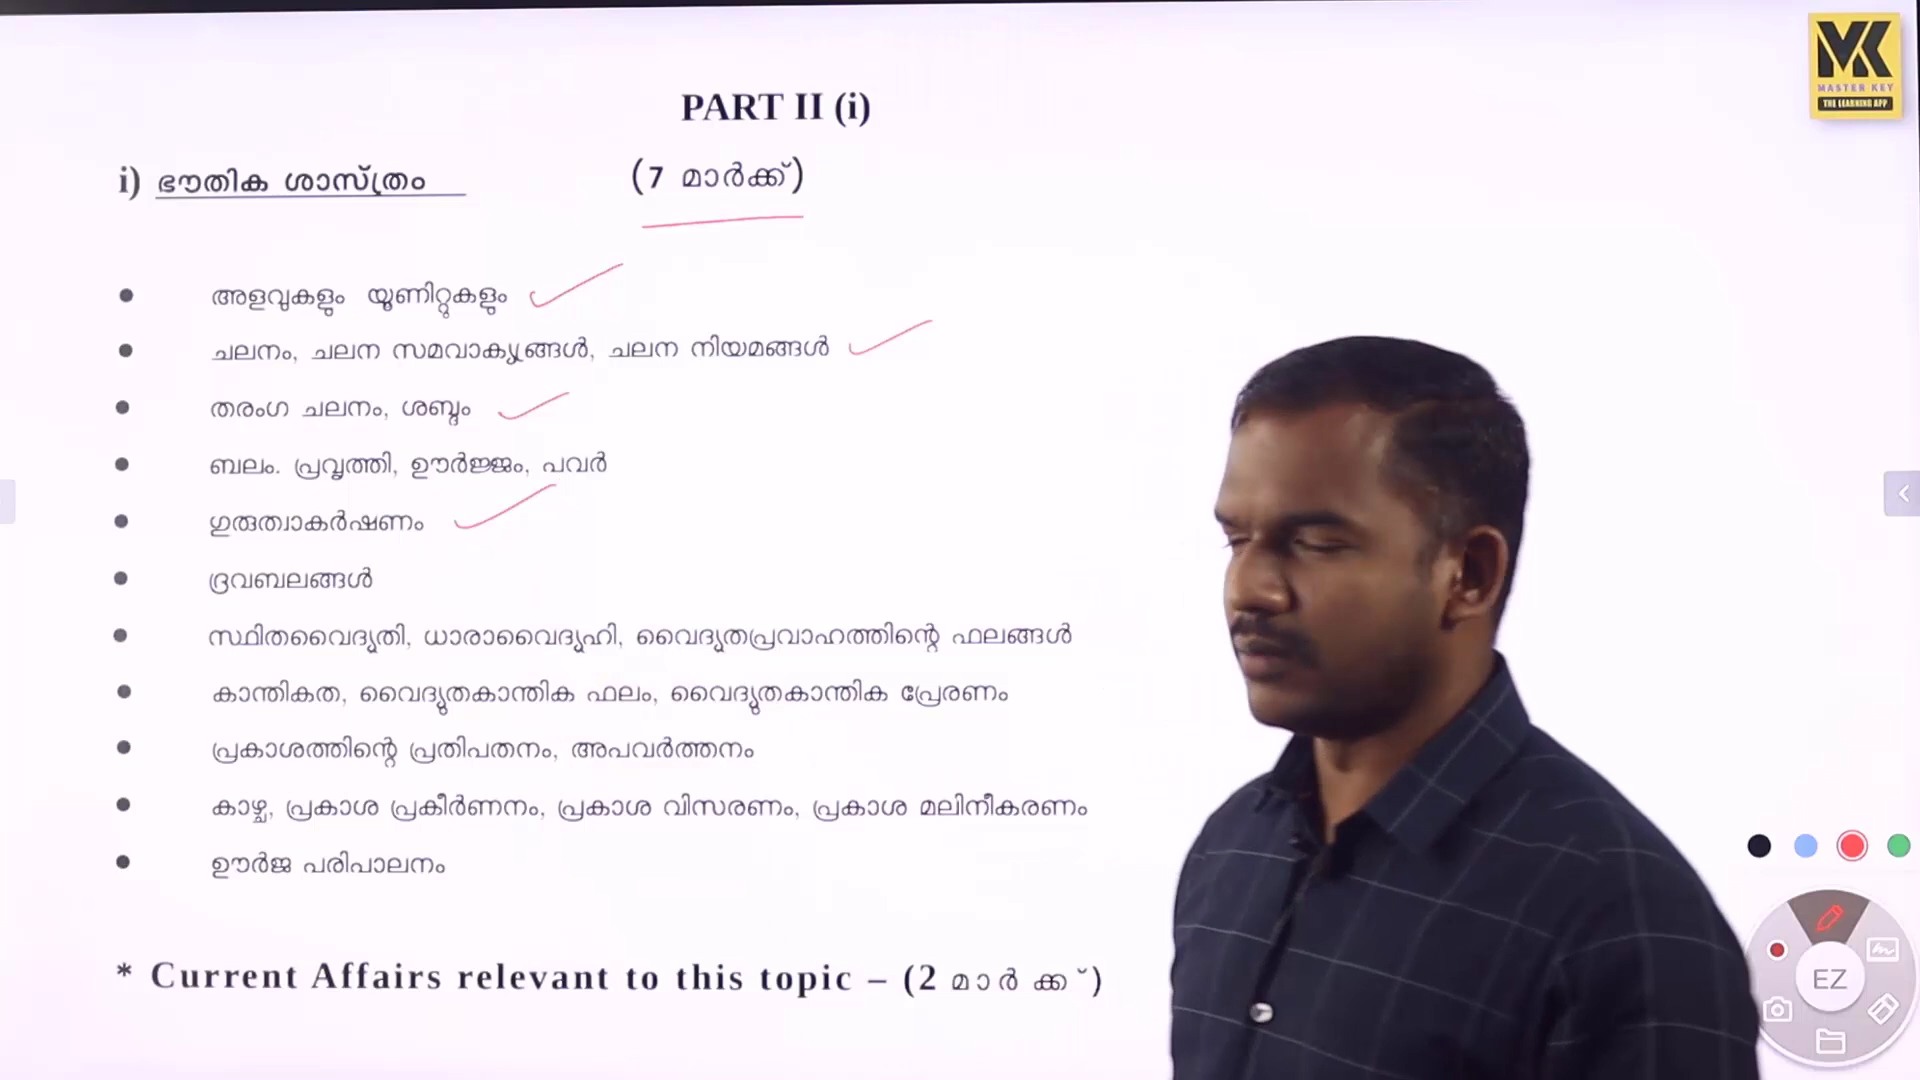 MASTER KEY
THE LEARNING APP
PART II (i)
i) ഭൗതിക ശാസ്ത്രം (7 മാർക്ക്)
• അളവുകളും യൂണിറ്റുകളും
• ചലനം, ചലന സമവാക്യങ്ങൾ, ചലന നിയമങ്ങൾ
• തരംഗ ചലനം, ശബ്ദം
• ബലം. പ്രവൃത്തി, ഊർജ്ജം, പവർ
• ഗുരുത്വാകർഷണം
• ദ്രവബലങ്ങൾ
• സ്ഥിതവൈദ്യുതി, ധാരാവൈദ്യുഹി, വൈദ്യുതപ്രവാഹത്തിന്റെ ഫലങ്ങൾ
• കാന്തികത, വൈദ്യുതകാന്തിക ഫലം, വൈദ്യുതകാന്തിക പ്രേരണം
• പ്രകാശത്തിന്റെ പ്രതിപതനം, അപവർത്തനം
• കാഴ്ച, പ്രകാശ പ്രകീർണനം, പ്രകാശ വിസരണം, പ്രകാശ മലിനീകരണം
• ഊർജ പരിപാലനം
* Current Affairs relevant to this topic – (2 മാർക്ക്)
EZ